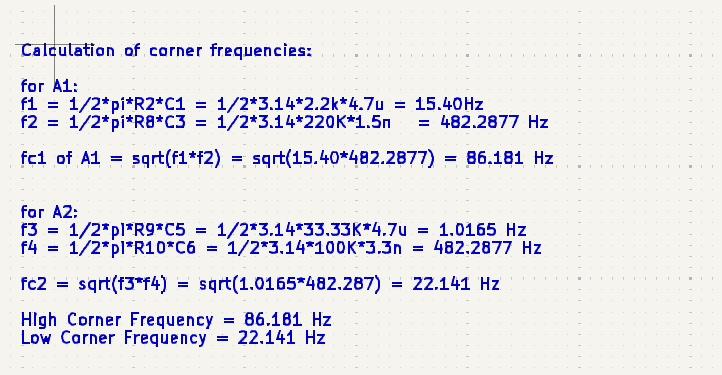 Calculation of corner frequencies:
for A1:
f1 = 1/2*pi*R2*C1 = 1/2*3.14*2.2k*4.7u = 15.40Hz
f2 = 1/2*pi*R8*C3 = 1/2*3.14*220K*1.5n = 482.2877 Hz
fc1 of A1 = sqrt(f1*f2) = sqrt(15.40*482.2877) = 86.181 Hz
for A2:
f3 = 1/2*pi*R9*C5 = 1/2*3.14*33.33K*4.7u = 1.0165 Hz
f4 = 1/2*pi*R10*C6 = 1/2*3.14*100K*3.3n = 482.2877 Hz
fc2 = sqrt(f3*f4) = sqrt(1.0165*482.287) = 22.141 Hz
High Corner Frequency = 86.181 Hz
Low Corner Frequency = 22.141 Hz